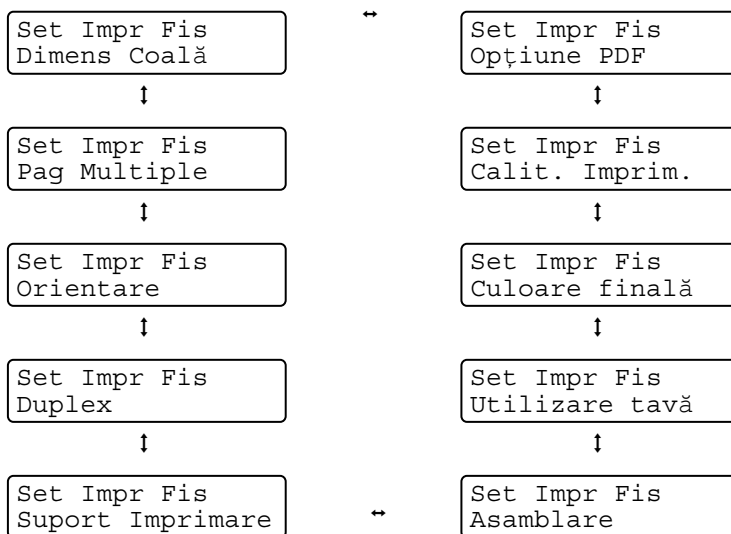 Set Impr Fis
Dimens Coală
Set Impr Fis
Pag Multiple
Set Impr Fis
Orientare
Set Impr Fis
Duplex
Set Impr Fis
Suport Imprimare
Set Impr Fis
Opțiune PDF
Set Impr Fis
Calit. Imprim.
Set Impr Fis
Culoare finală
Set Impr Fis
Utilizare tavă
Set Impr Fis
Asamblare